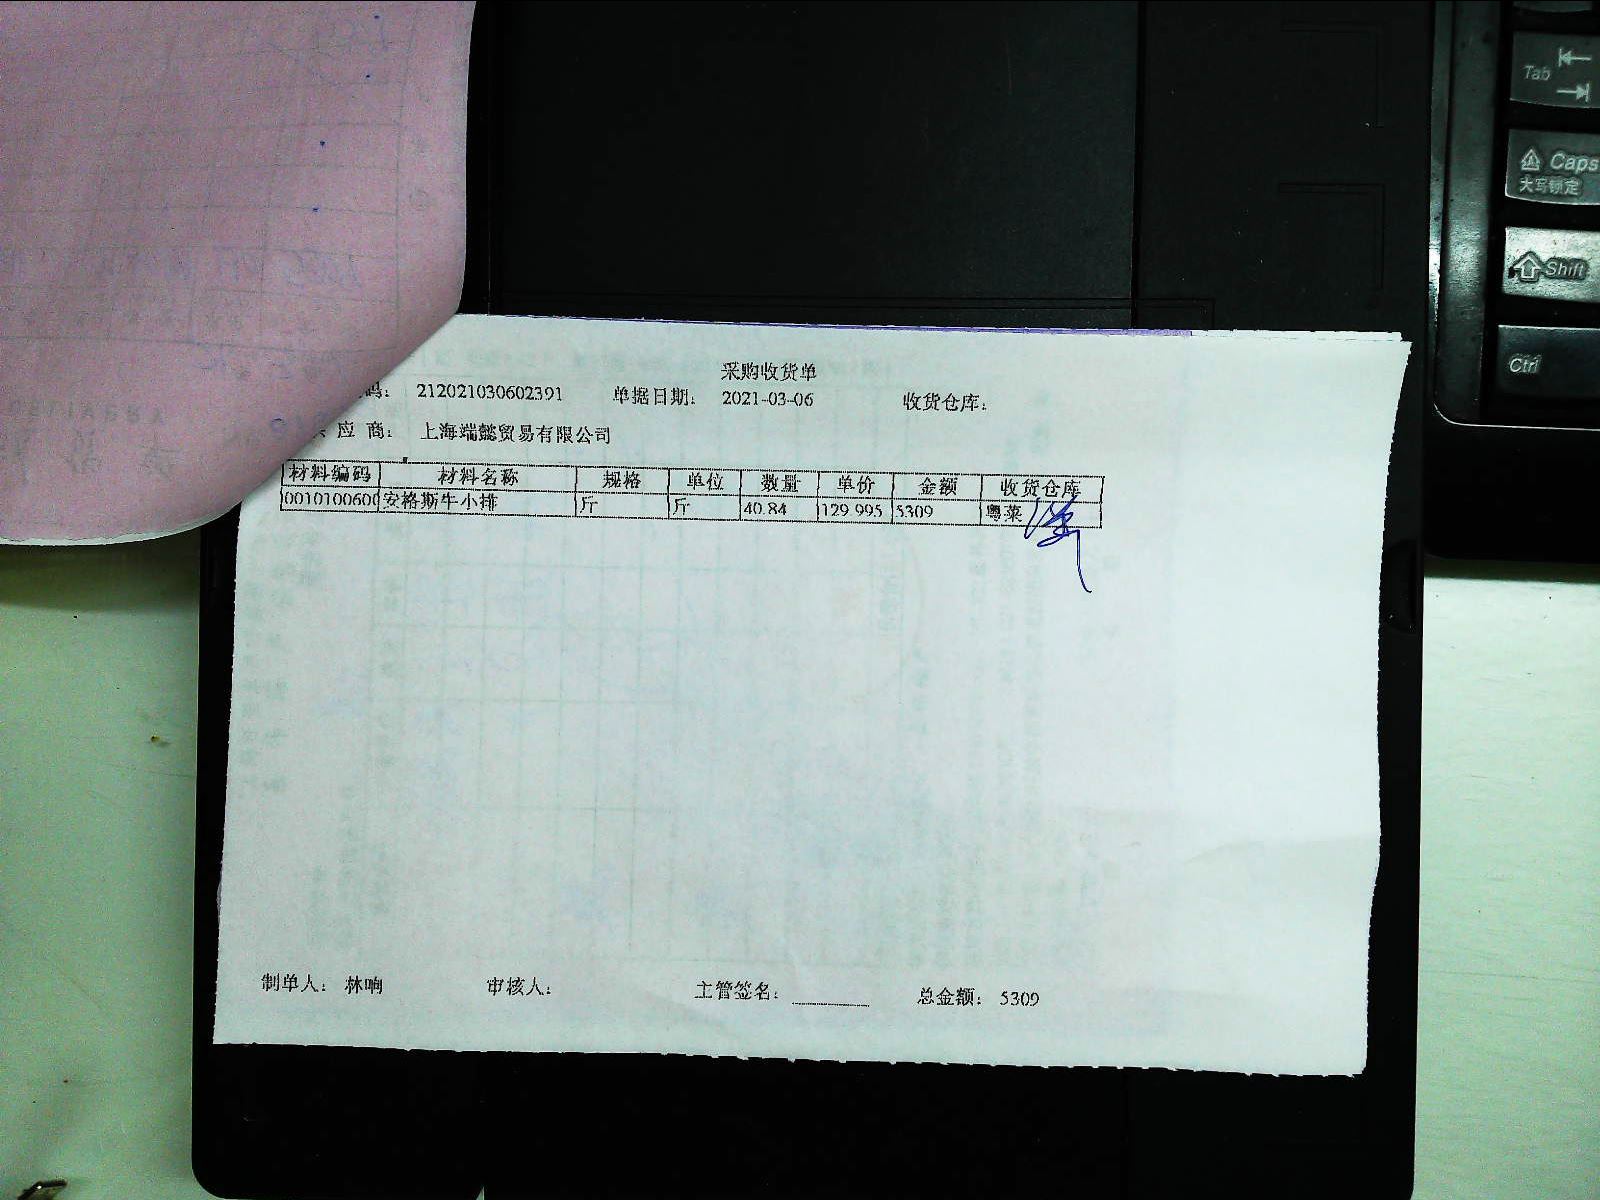 采购收货单
码： 212021030602391 单据日期： 2021-03-06 收货仓库：
供 应 商： 上海端懿贸易有限公司
材料编码 材料名称 规格 单位 数量 单价 金额 收货仓库
0010100600 安格斯牛小排 斤 斤 40.84 129.995 5309 粤菜
制单人： 林响 审核人： 主管签名： 总金额： 5309
Tab
Caps
大写锁定
Shift
Ctrl